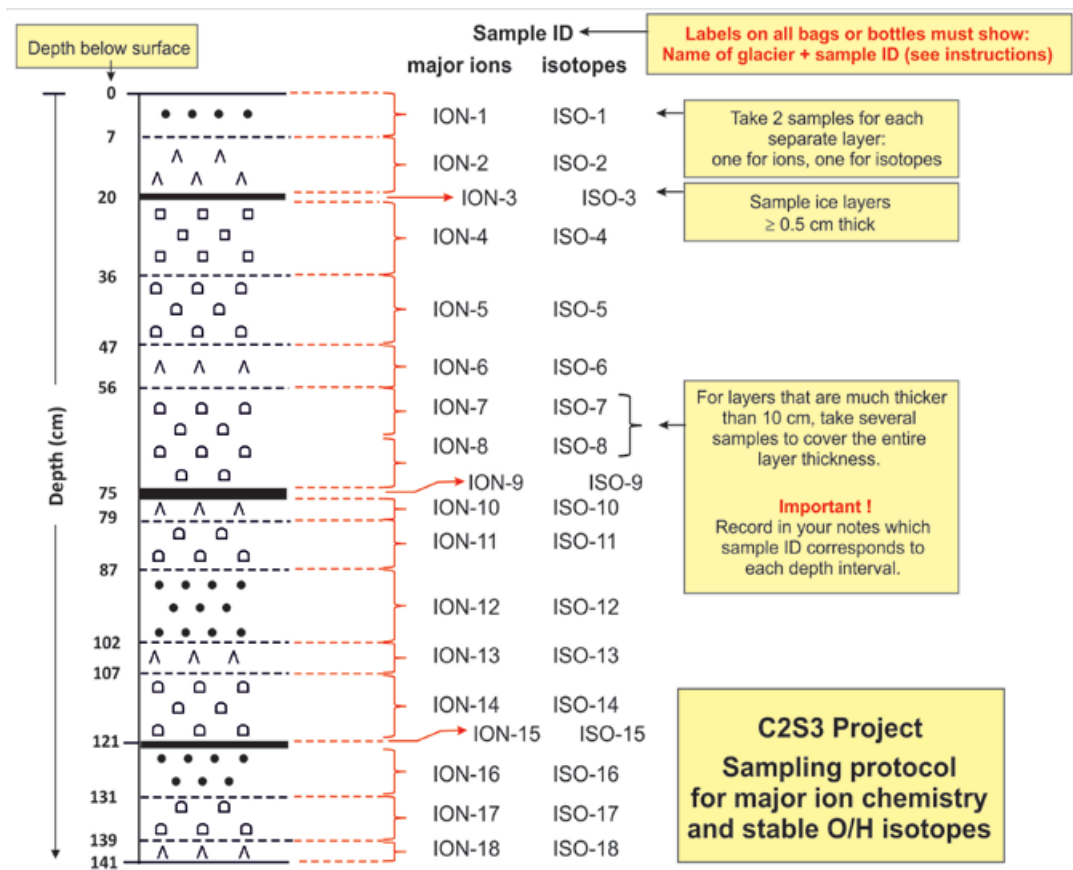 Depth below surface
Sample ID
Labels on all bags or bottles must show:
Name of glacier + sample ID (see instructions)
major ions isotopes
0
ION-1 ISO-1
Take 2 samples for each
separate layer:
one for ions, one for isotopes
7
ION-2 ISO-2
20
ION-3 ISO-3
Sample ice layers
≥ 0.5 cm thick
ION-4 ISO-4
36
ION-5 ISO-5
47
ION-6 ISO-6
56
ION-7 ISO-7
ION-8 ISO-8
For layers that are much thicker
than 10 cm, take several
samples to cover the entire
layer thickness.
Important !
Record in your notes which
sample ID corresponds to
each depth interval.
Depth (cm)
75
ION-9 ISO-9
ION-10 ISO-10
79
ION-11 ISO-11
87
ION-12 ISO-12
102
ION-13 ISO-13
107
ION-14 ISO-14
121
ION-15 ISO-15
ION-16 ISO-16
131
ION-17 ISO-17
139
ION-18 ISO-18
141
C2S3 Project
Sampling protocol
for major ion chemistry
and stable O/H isotopes